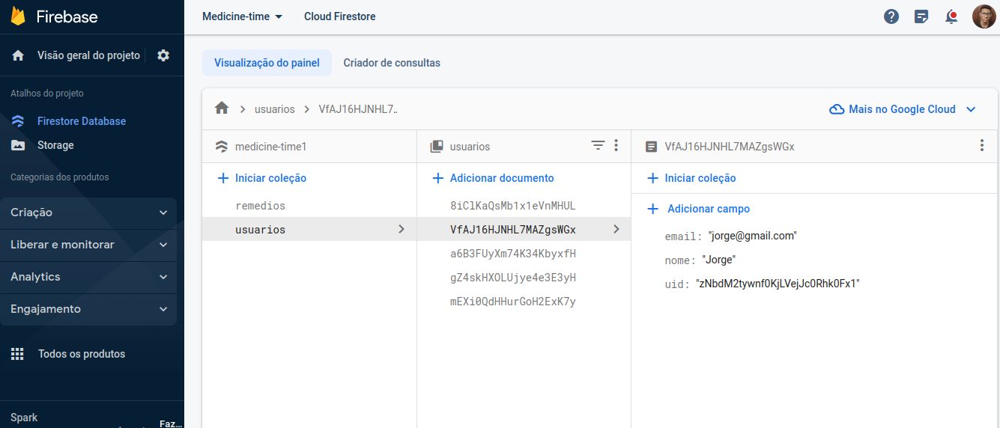 Firebase
Medicine-time
Cloud Firestore
Visão geral do projeto
Atalhos do projeto
Firestore Database
Storage
Categorias dos produtos
Criação
Liberar e monitorar
Analytics
Engajamento
Todos os produtos
Spark
Faz...
Visualização do painel
Criador de consultas
usuarios
VfAJ16HJNHL7..
Mais no Google Cloud
medicine-time1
Iniciar coleção
remedios
usuarios
usuarios
Adicionar documento
8iClKaQsMb1x1eVnMHUL
VfAJ16HJNHL7MAZgsWGx
a6B3FUyXm74K34KbyxfH
gZ4skHXOLUjye4e3E3yH
mEXi0QdHHurGoH2ExK7y
VfAJ16HJNHL7MAZgsWGx
Iniciar coleção
Adicionar campo
email: "jorge@gmail.com"
nome: "Jorge"
uid: "zNbdM2tywnf0KjLVejJc0Rhk0Fx1"